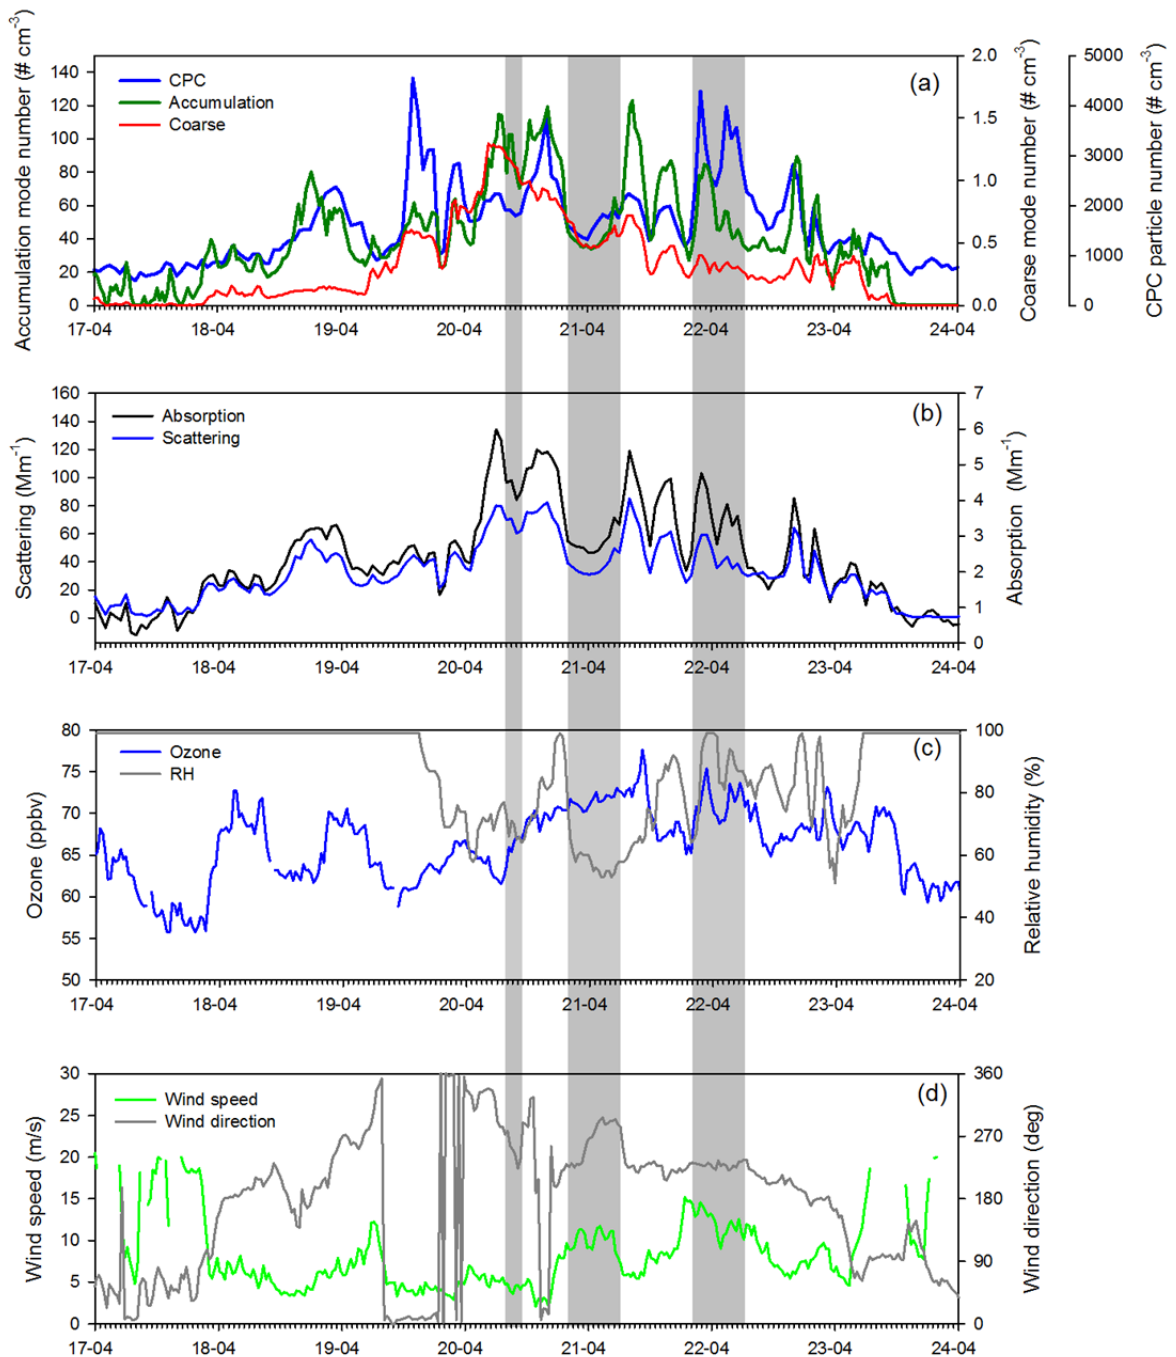 Accumulation mode number (# cm-3)
140
120
100
80
60
40
20
0
CPC
Accumulation
Coarse
(a)
2.0
1.5
1.0
0.5
0.0
Coarse mode number (# cm-3)
5000
4000
3000
2000
1000
0
CPC particle number (# cm-3)
17-04 18-04 19-04 20-04 21-04 22-04 23-04 24-04
Scattering (Mm-1)
160
140
120
100
80
60
40
20
0
Absorption
Scattering
(b)
7
6
5
4
3
2
1
0
Absorption (Mm-1)
17-04 18-04 19-04 20-04 21-04 22-04 23-04 24-04
Ozone (ppbv)
80
75
70
65
60
55
50
Ozone
RH
(c)
100
80
60
40
20
Relative humidity (%)
17-04 18-04 19-04 20-04 21-04 22-04 23-04 24-04
Wind speed (m/s)
30
25
20
15
10
5
0
Wind speed
Wind direction
(d)
360
270
180
90
0
Wind direction (deg)
17-04 18-04 19-04 20-04 21-04 22-04 23-04 24-04